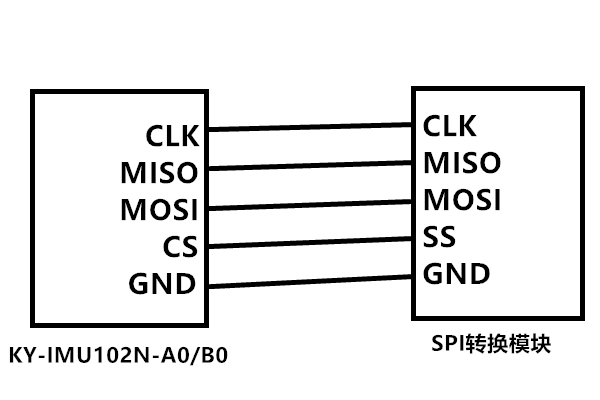 CLK
MISO
MOSI
CS
GND
KY-IMU102N-A0/B0
CLK
MISO
MOSI
SS
GND
SPI转换模块